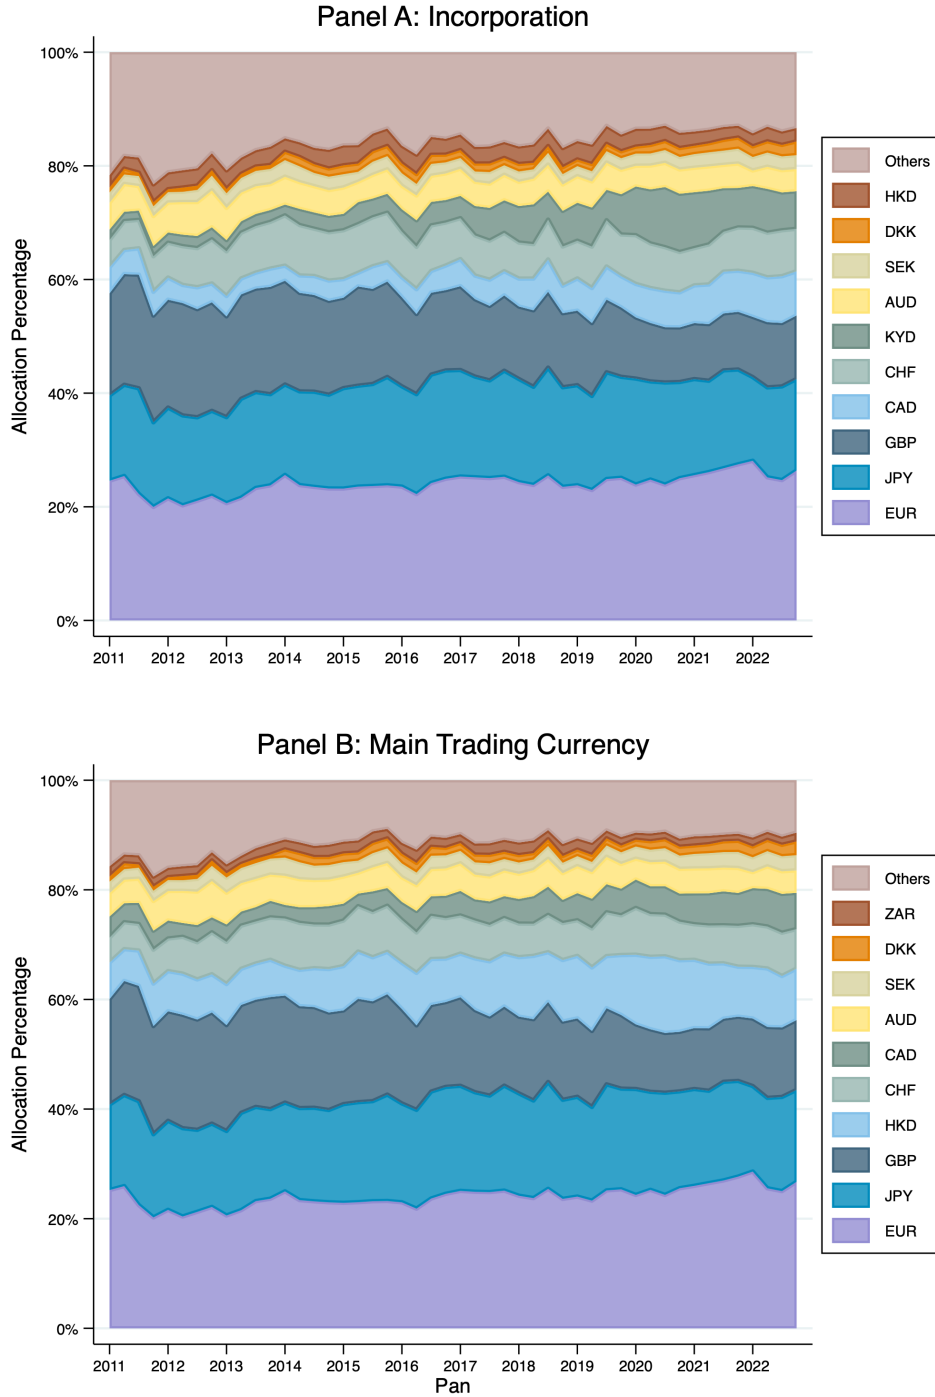 Panel A: Incorporation
100%
80%
60%
40%
20%
0%
Allocation Percentage
2011 2012 2013 2014 2015 2016 2017 2018 2019 2020 2021 2022
Others
HKD
DKK
SEK
AUD
KYD
CHF
CAD
GBP
JPY
EUR
Panel B: Main Trading Currency
100%
80%
60%
40%
20%
0%
Allocation Percentage
2011 2012 2013 2014 2015 2016 2017 2018 2019 2020 2021 2022
Pan
Others
ZAR
DKK
SEK
AUD
CAD
CHF
HKD
GBP
JPY
EUR